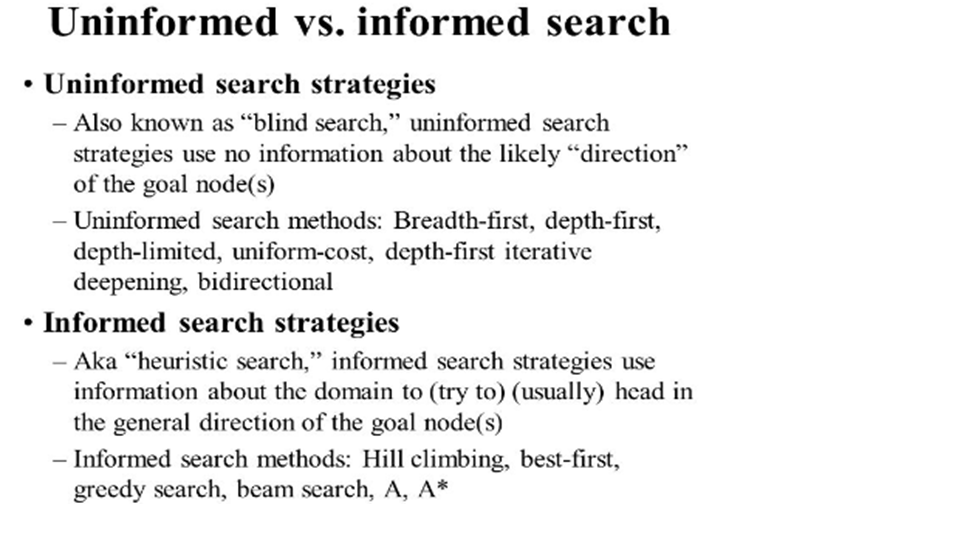 Uninformed vs. informed search
• Uninformed search strategies
– Also known as “blind search,” uninformed search
strategies use no information about the likely “direction”
of the goal node(s)
– Uninformed search methods: Breadth-first, depth-first,
depth-limited, uniform-cost, depth-first iterative
deepening, bidirectional
• Informed search strategies
– Aka “heuristic search,” informed search strategies use
information about the domain to (try to) (usually) head in
the general direction of the goal node(s)
– Informed search methods: Hill climbing, best-first,
greedy search, beam search, A, A*